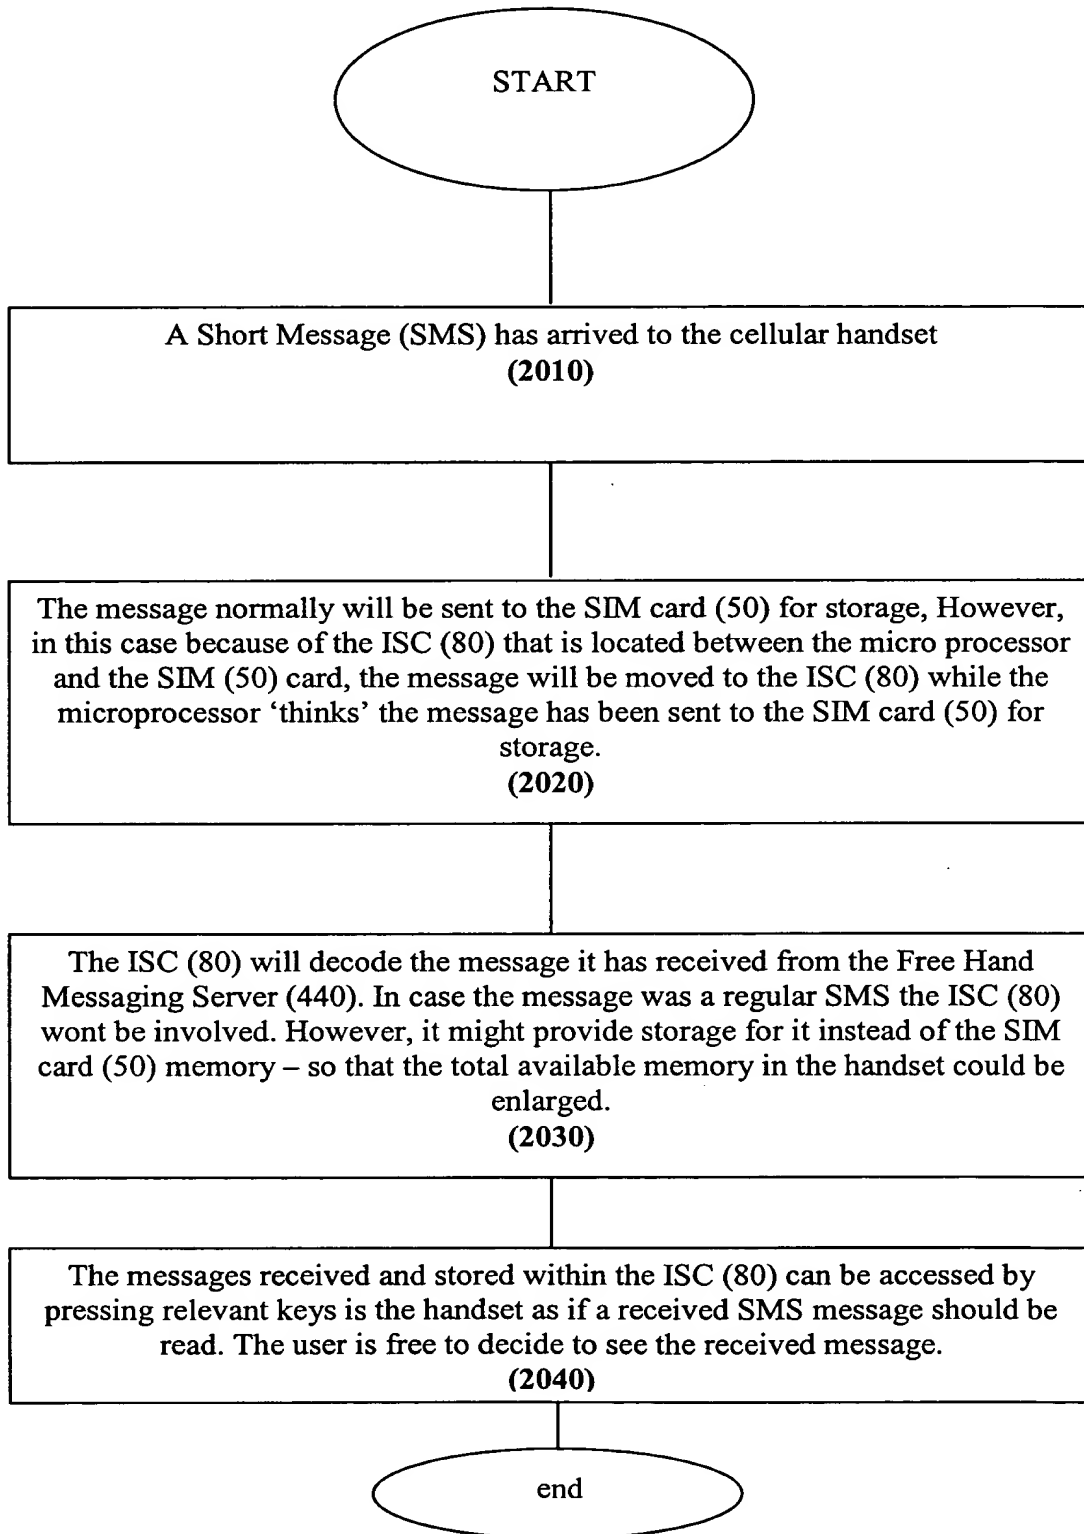 START
A Short Message (SMS) has arrived to the cellular handset
(2010)
The message normally will be sent to the SIM card (50) for storage, However,
in this case because of the ISC (80) that is located between the micro processor
and the SIM (50) card, the message will be moved to the ISC (80) while the
microprocessor ‘thinks’ the message has been sent to the SIM card (50) for
storage.
(2020)
The ISC (80) will decode the message it has received from the Free Hand
Messaging Server (440). In case the message was a regular SMS the ISC (80)
wont be involved. However, it might provide storage for it instead of the SIM
card (50) memory – so that the total available memory in the handset could be
enlarged.
(2030)
The messages received and stored within the ISC (80) can be accessed by
pressing relevant keys is the handset as if a received SMS message should be
read. The user is free to decide to see the received message.
(2040)
end